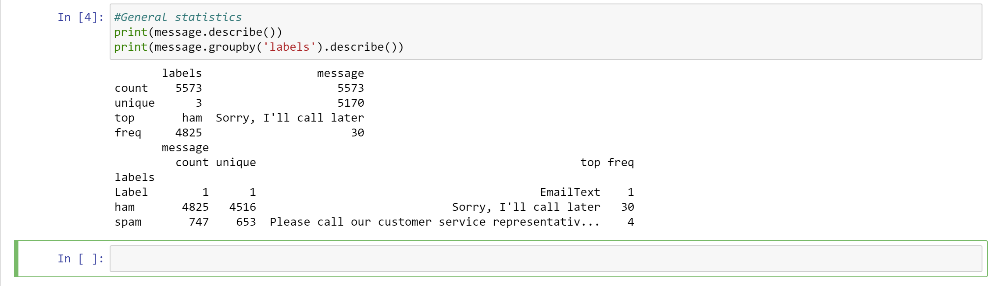 In [4]: #General statistics
print(message.describe())
print(message.groupby('labels').describe())
labels message
count 5573 5573
unique 3 5170
top ham Sorry, I'll call later
freq 4825 30
message
count unique top freq
labels
Label 1 1 EmailText 1
ham 4825 4516 Sorry, I'll call later 30
spam 747 653 Please call our customer service representativ... 4
In [ ]: